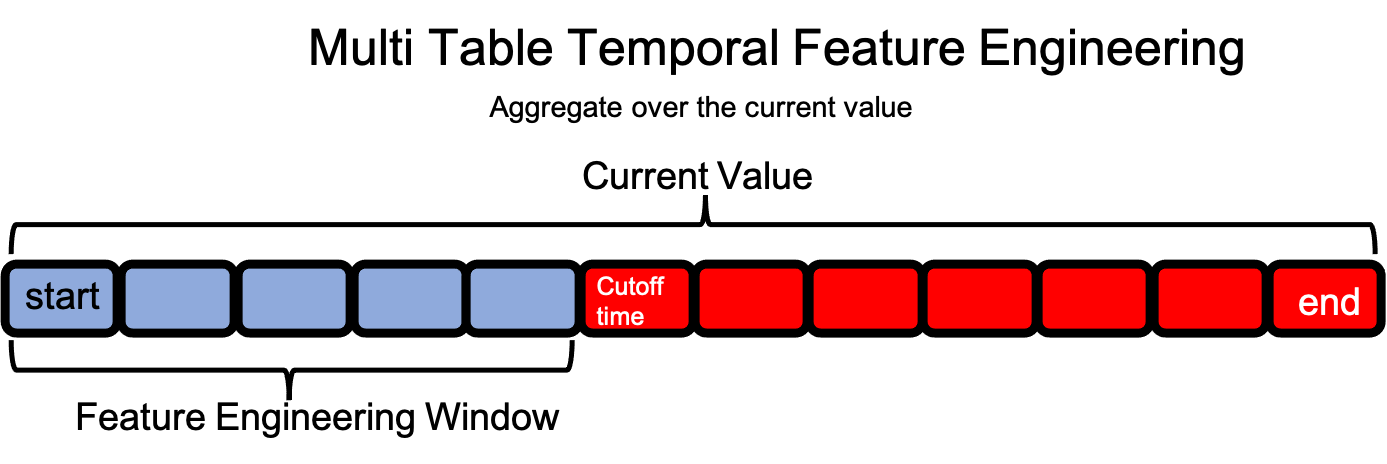 Multi Table Temporal Feature Engineering
Aggregate over the current value
Current Value
start
Cutoff
time
end
Feature Engineering Window